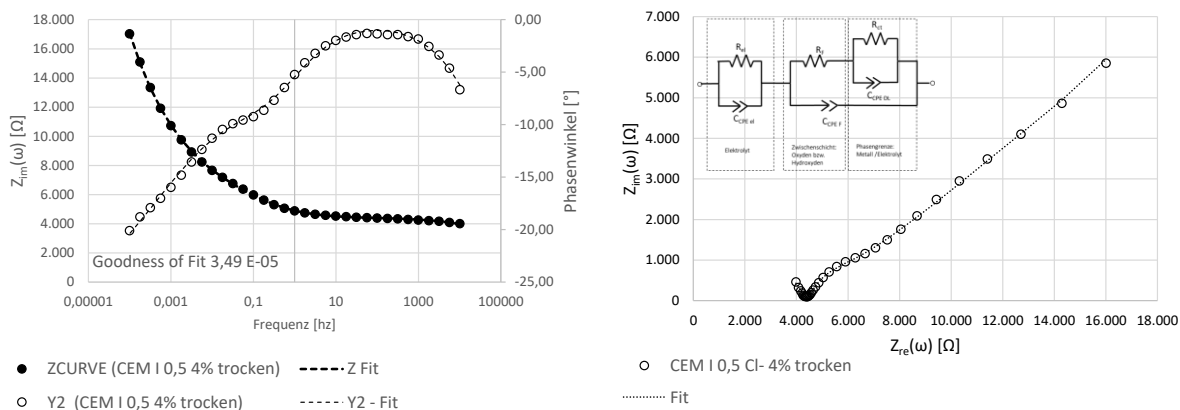 18.000
16.000
14.000
12.000
10.000
8.000
6.000
4.000
2.000
0
Z_im(ω) [Ω]
0,00
-5,00
-10,00
-15,00
-20,00
-25,00
Phasenwinkel [°]
Goodness of Fit 3,49 E-05
0,00001 0,001 0,1 10 1000 100000
Frequenz [hz]
ZCURVE (CEM I 0,5 4% trocken)
Z Fit
Y2 (CEM I 0,5 4% trocken)
Y2 - Fit
7.000
6.000
5.000
4.000
3.000
2.000
1.000
0
Z_im(ω) [Ω]
R_el
C_CPE el
R_f
C_CPE F
R_ct
C_CPE DL
Elektrolyt
Zwischenschicht:
Oxyden bzw.
Hydroxyden
Phasengrenze:
Metall /Elektrolyt
0 2.000 4.000 6.000 8.000 10.000 12.000 14.000 16.000 18.000
Z_re(ω) [Ω]
CEM I 0,5 Cl- 4% trocken
Fit